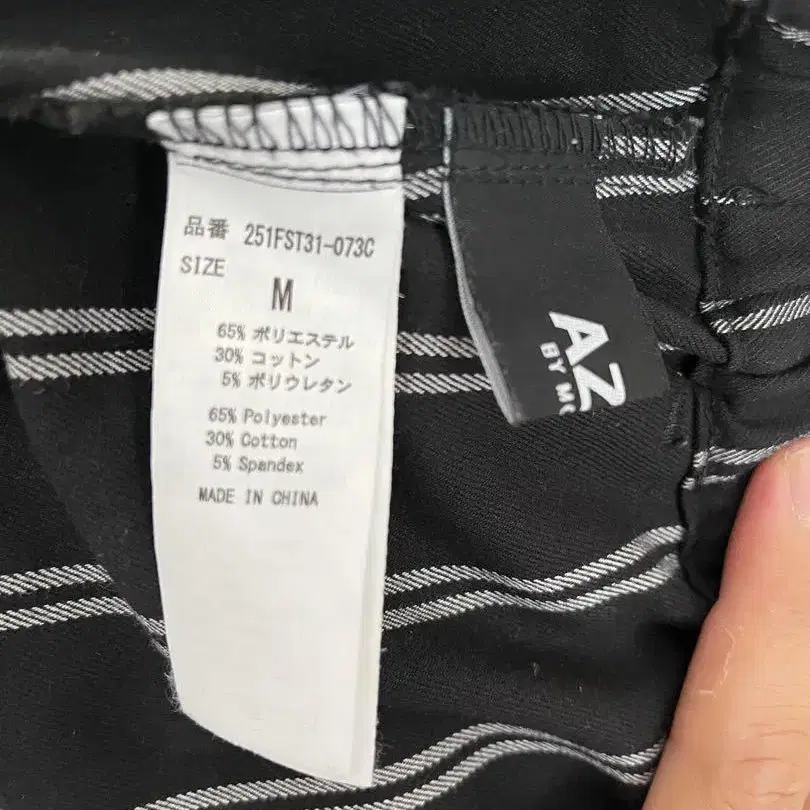 品番 251FST31-073C
SIZE
M
65% ポリエステル
30% コットン
5% ポリウレタン
65% Polyester
30% Cotton
5% Spandex
MADE IN CHINA
AZ
BY MO